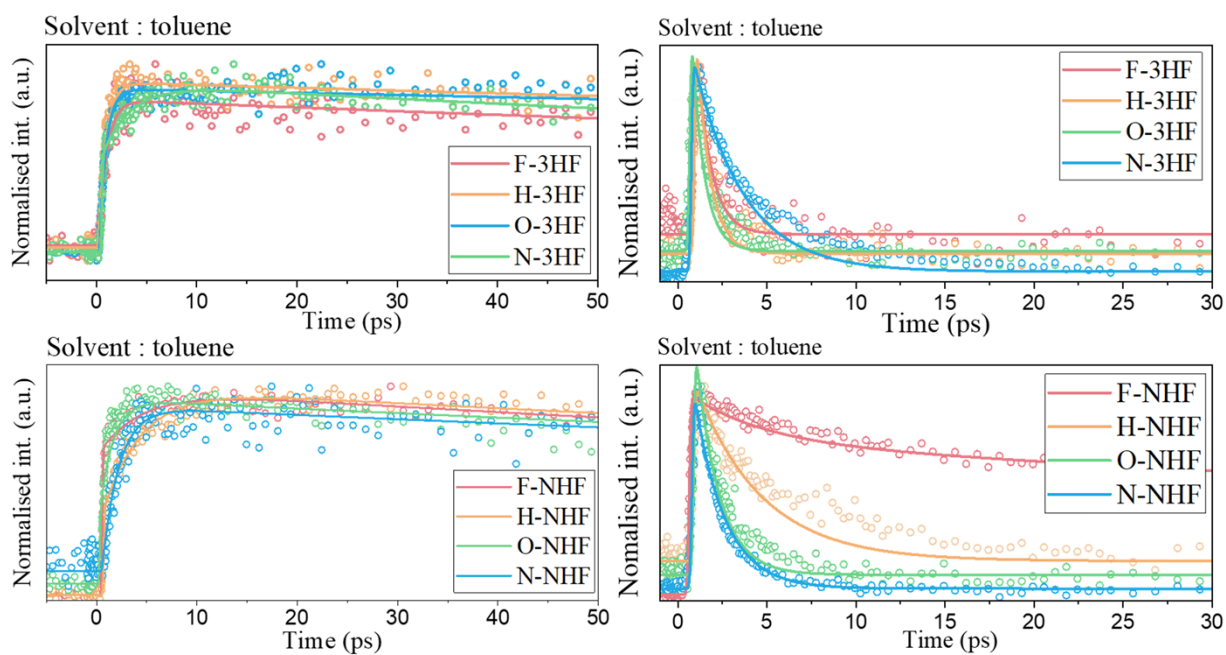 Solvent : toluene
Normalised int. (a.u.)
F-3HF
H-3HF
O-3HF
N-3HF
0 10 20 30 40 50
Time (ps)
Solvent : toluene
Nomalised int. (a.u.)
F-3HF
H-3HF
O-3HF
N-3HF
0 5 10 15 20 25 30
Time (ps)
Solvent : toluene
Normalised int. (a.u.)
F-NHF
H-NHF
O-NHF
N-NHF
0 10 20 30 40 50
Time (ps)
Solvent : toluene
Nomalised int. (a.u.)
F-NHF
H-NHF
O-NHF
N-NHF
0 5 10 15 20 25 30
Time (ps)